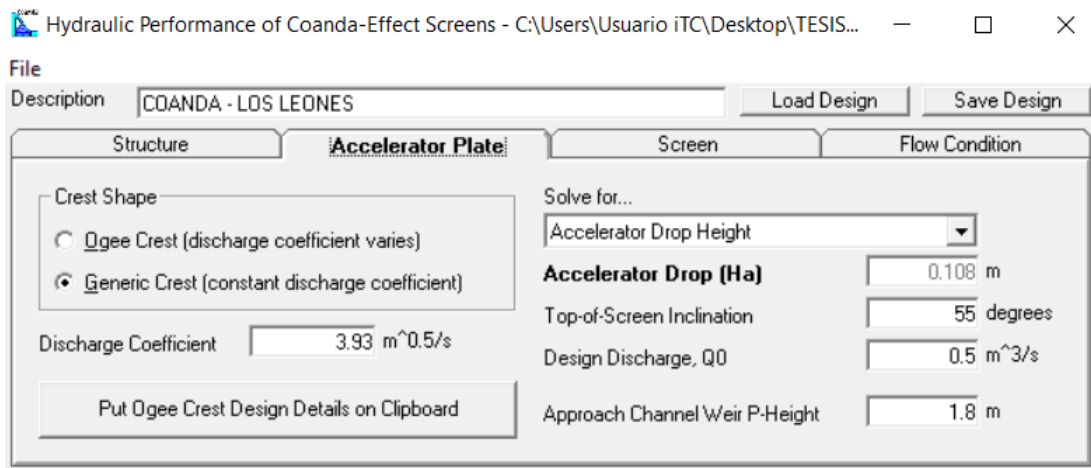 Hydraulic Performance of Coanda-Effect Screens - C:\Users\Usuario iTC\Desktop\TESIS...
File
Description COANDA - LOS LEONES Load Design Save Design
Structure Accelerator Plate Screen Flow Condition
Crest Shape
Ogee Crest (discharge coefficient varies)
Generic Crest (constant discharge coefficient)
Discharge Coefficient 3.93 m^0.5/s
Put Ogee Crest Design Details on Clipboard
Solve for...
Accelerator Drop Height
Accelerator Drop (Ha) 0.108 m
Top-of-Screen Inclination 55 degrees
Design Discharge, Q0 0.5 m^3/s
Approach Channel Weir P-Height 1.8 m